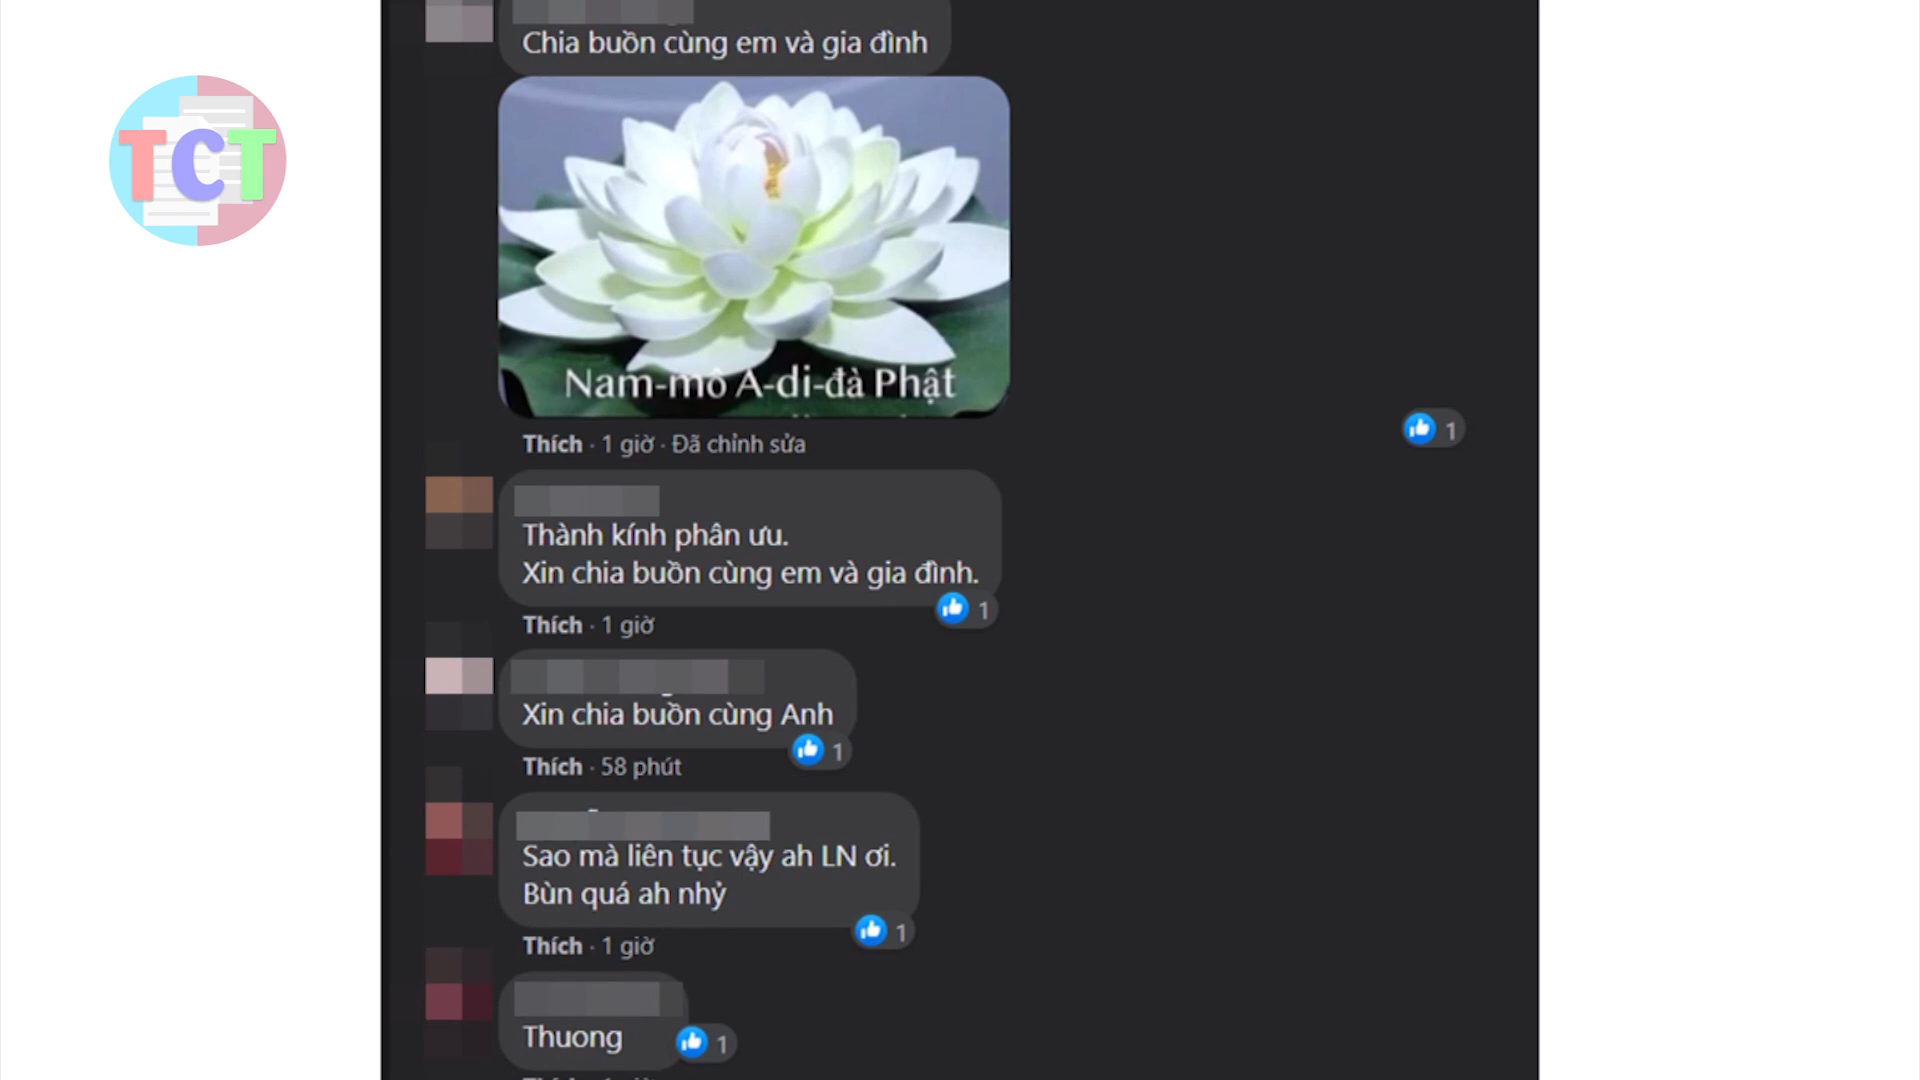 Chia buồn cùng em và gia đình
TCT
Nam-mô A-di-đà Phật
Thích · 1 giờ · Đã chỉnh sửa
1
Thành kính phân ưu.
Xin chia buồn cùng em và gia đình.
1
Thích · 1 giờ
Xin chia buồn cùng Anh
1
Thích · 58 phút
Sao mà liên tục vậy ah LN ơi.
Bùn quá ah nhỷ
1
Thích · 1 giờ
Thuong
1